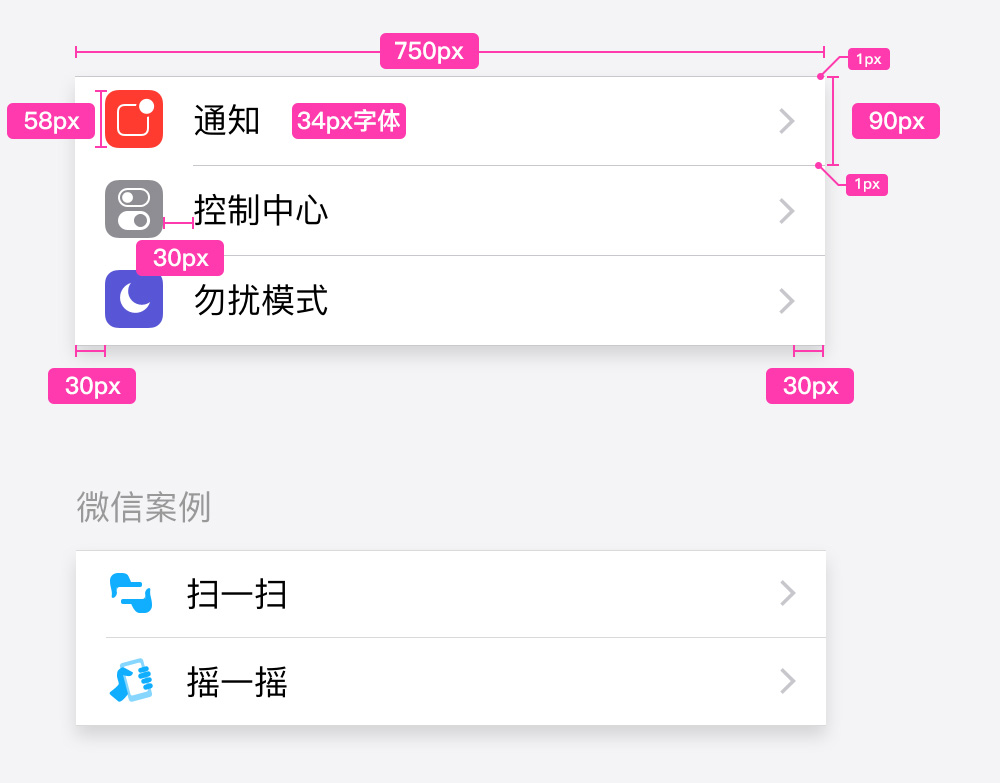 750px
1px
58px
通知
34px字体
90px
1px
控制中心
30px
勿扰模式
30px
30px
微信案例
扫一扫
摇一摇